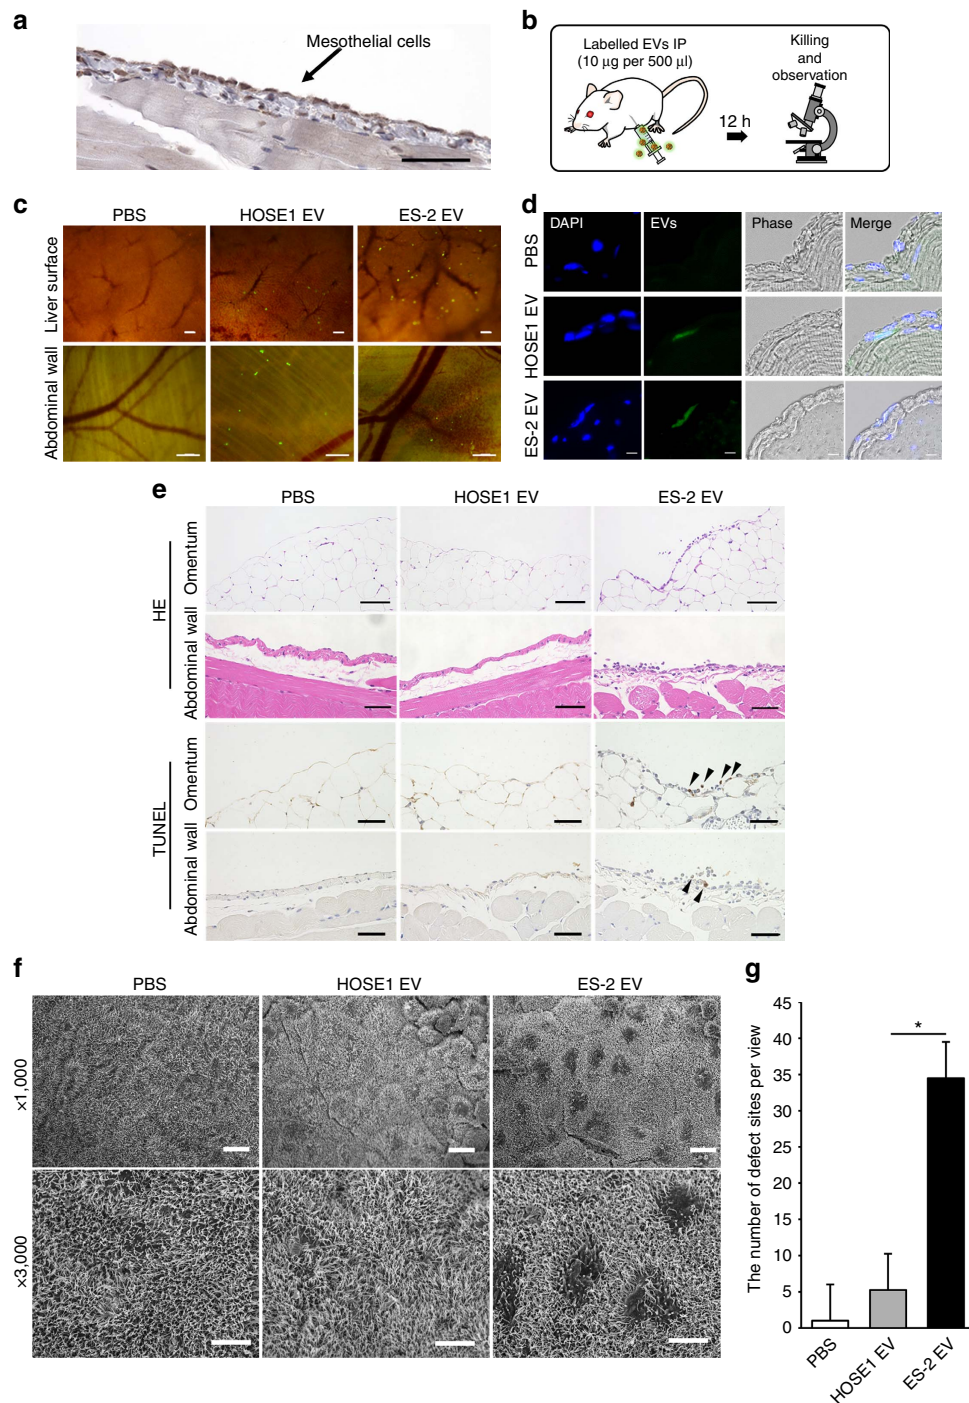 a
Mesothelial cells
b
Labelled EVs IP
(10 µg per 500 µl)
Killing
and
observation
12 h
c
PBS
HOSE1 EV
ES-2 EV
Liver surface
Abdominal wall
d
DAPI
EVs
Phase
Merge
PBS
HOSE1 EV
ES-2 EV
e
PBS
HOSE1 EV
ES-2 EV
HE
Omentum
Abdominal wall
TUNEL
Omentum
Abdominal wall
f
PBS
HOSE1 EV
ES-2 EV
×1,000
×3,000
g
The number of defect sites per view
45
40
35
30
25
20
15
10
5
0
*
PBS
HOSE1 EV
ES-2 EV